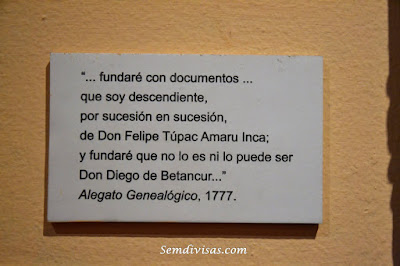 “... fundaré con documentos ...
que soy descendiente,
por sucesión en sucesión,
de Don Felipe Túpac Amaru Inca;
y fundaré que no lo es ni lo puede ser
Don Diego de Betancur...”
Alegato Genealógico, 1777.
Semdivisas.com